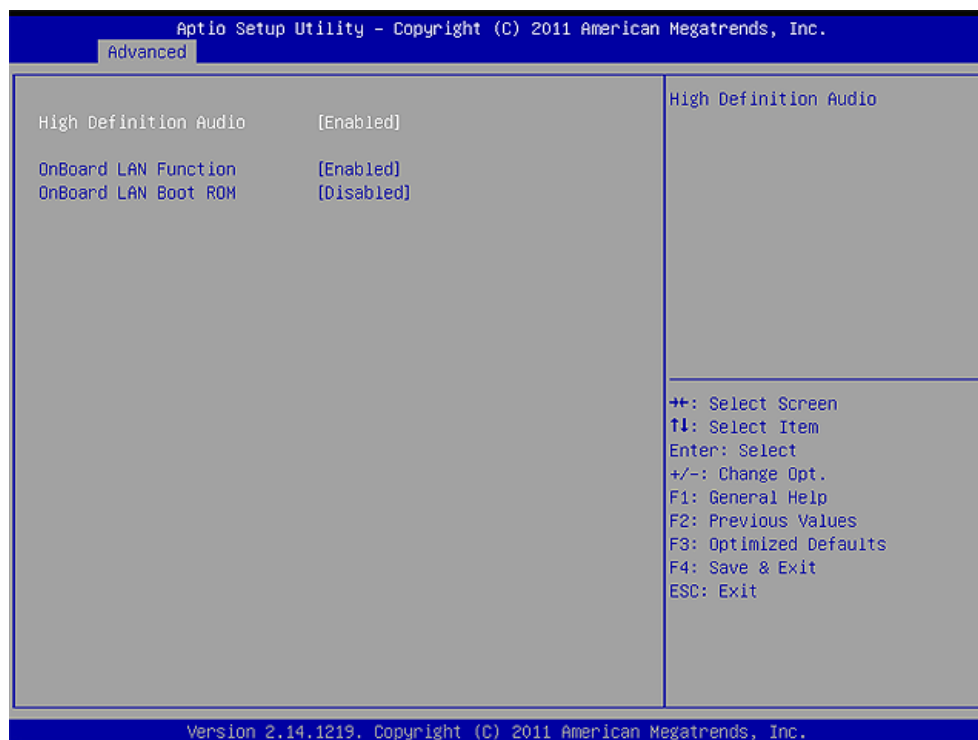 Aptio Setup Utility – Copyright (C) 2011 American Megatrends, Inc.
Advanced
High Definition Audio [Enabled]
OnBoard LAN Function [Enabled]
OnBoard LAN Boot ROM [Disabled]
High Definition Audio
→←: Select Screen
↑↓: Select Item
Enter: Select
+/-: Change Opt.
F1: General Help
F2: Previous Values
F3: Optimized Defaults
F4: Save & Exit
ESC: Exit
Version 2.14.1219. Copyright (C) 2011 American Megatrends, Inc.